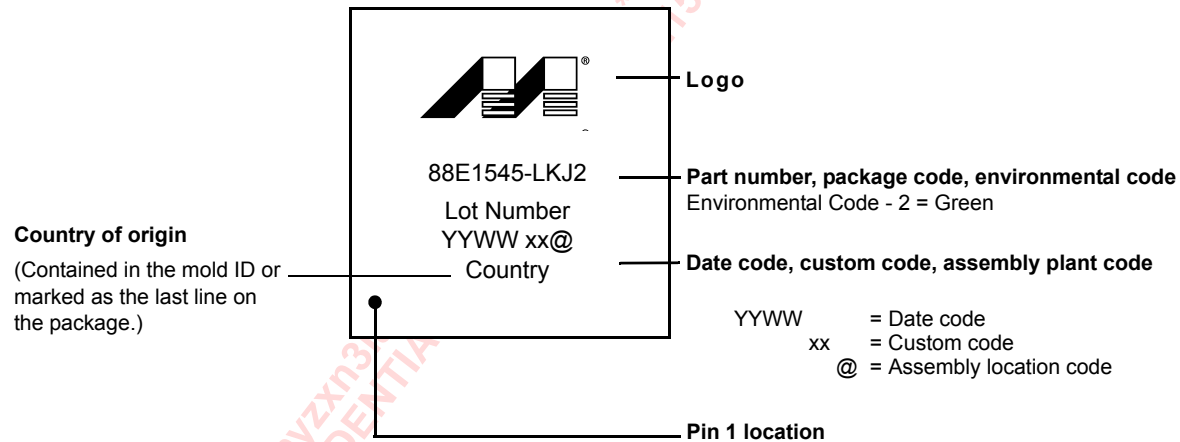 Logo
88E1545-LKJ2
Part number, package code, environmental code
Environmental Code - 2 = Green
Lot Number
YYWW xx@
Country
Country of origin
(Contained in the mold ID or
marked as the last line on
the package.)
Date code, custom code, assembly plant code
YYWW = Date code
xx = Custom code
@ = Assembly location code
Pin 1 location